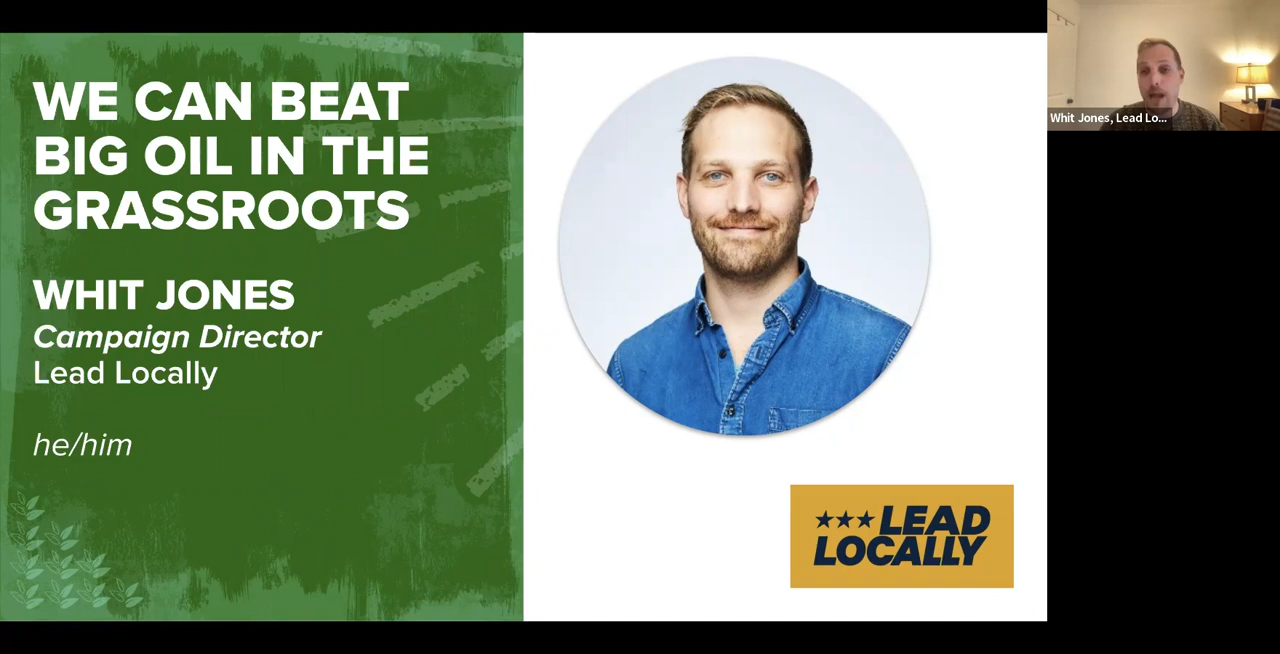 WE CAN BEAT
BIG OIL IN THE
GRASSROOTS
WHIT JONES
Campaign Director
Lead Locally
he/him
★★★ LEAD
LOCALLY
Whit Jones, Lead Lo...